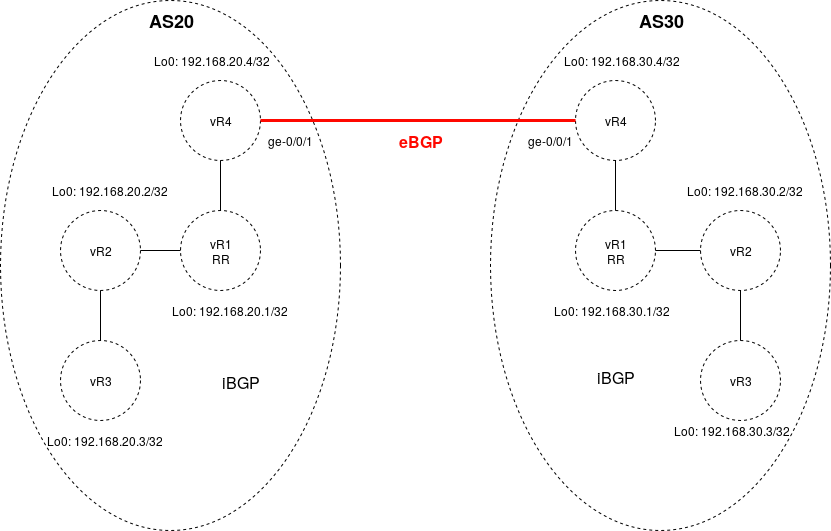 AS20
AS30
Lo0: 192.168.20.4/32
Lo0: 192.168.30.4/32
vR4
vR4
ge-0/0/1
eBGP
ge-0/0/1
Lo0: 192.168.20.2/32
Lo0: 192.168.30.2/32
vR2
vR1
RR
vR1
RR
vR2
Lo0: 192.168.20.1/32
Lo0: 192.168.30.1/32
vR3
iBGP
iBGP
vR3
Lo0: 192.168.20.3/32
Lo0: 192.168.30.3/32